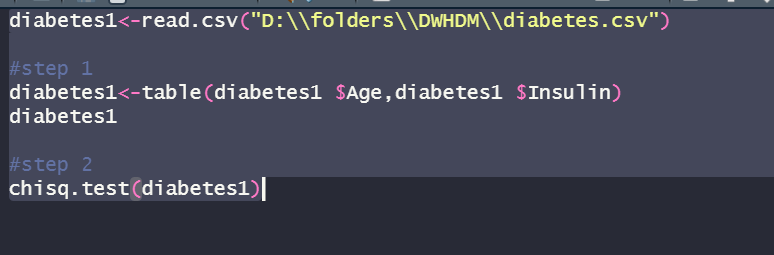 diabetes1<-read.csv("D:\\folders\\DWHDM\\diabetes.csv")
#step 1
diabetes1<-table(diabetes1 $Age,diabetes1 $Insulin)
diabetes1
#step 2
chisq.test(diabetes1)